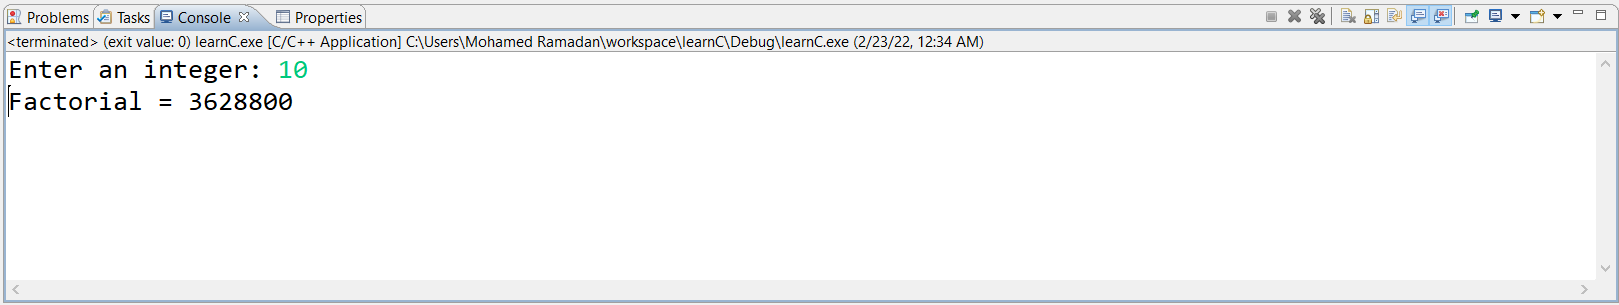 Problems Tasks Console Properties
<terminated> (exit value: 0) learnC.exe [C/C++ Application] C:\Users\Mohamed Ramadan\workspace\learnC\Debug\learnC.exe (2/23/22, 12:34 AM)
Enter an integer: 10
Factorial = 3628800